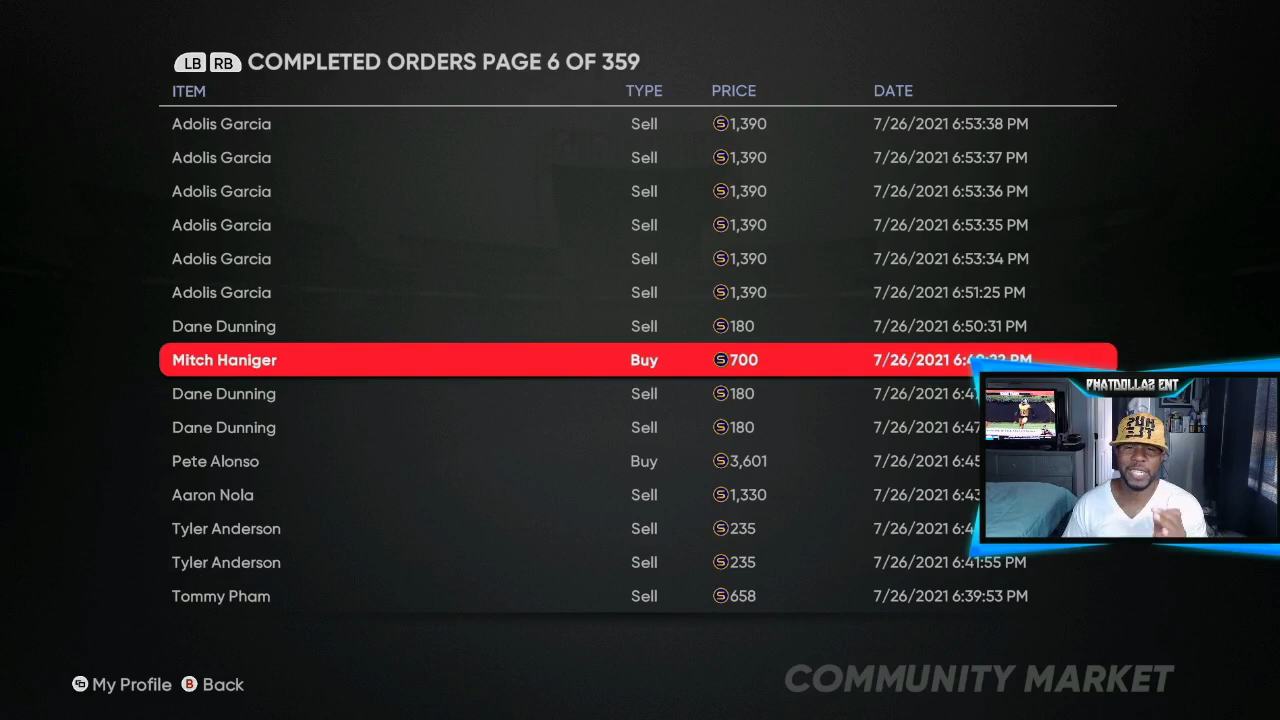 LB RB COMPLETED ORDERS PAGE 6 OF 359
ITEM TYPE PRICE DATE
Adolis Garcia Sell S 1,390 7/26/2021 6:53:38 PM
Adolis Garcia Sell S 1,390 7/26/2021 6:53:37 PM
Adolis Garcia Sell S 1,390 7/26/2021 6:53:36 PM
Adolis Garcia Sell S 1,390 7/26/2021 6:53:35 PM
Adolis Garcia Sell S 1,390 7/26/2021 6:53:34 PM
Adolis Garcia Sell S 1,390 7/26/2021 6:51:25 PM
Dane Dunning Sell S 180 7/26/2021 6:50:31 PM
Mitch Haniger Buy S 700 7/26/2021 PM
Dane Dunning Sell S 180 7/26/2021
Dane Dunning Sell S 180 7/26/2021 6:47
Pete Alonso Buy S 3,601 7/26/2021 6:45
Aaron Nola Sell S 1,330 7/26/2021 6:43
Tyler Anderson Sell S 235 7/26/2021
Tyler Anderson Sell S 235 7/26/2021 6:41:55 PM
Tommy Pham Sell S 658 7/26/2021 6:39:53 PM
PHATDOLLAZ ENT
My Profile B Back
COMMUNITY MARKET